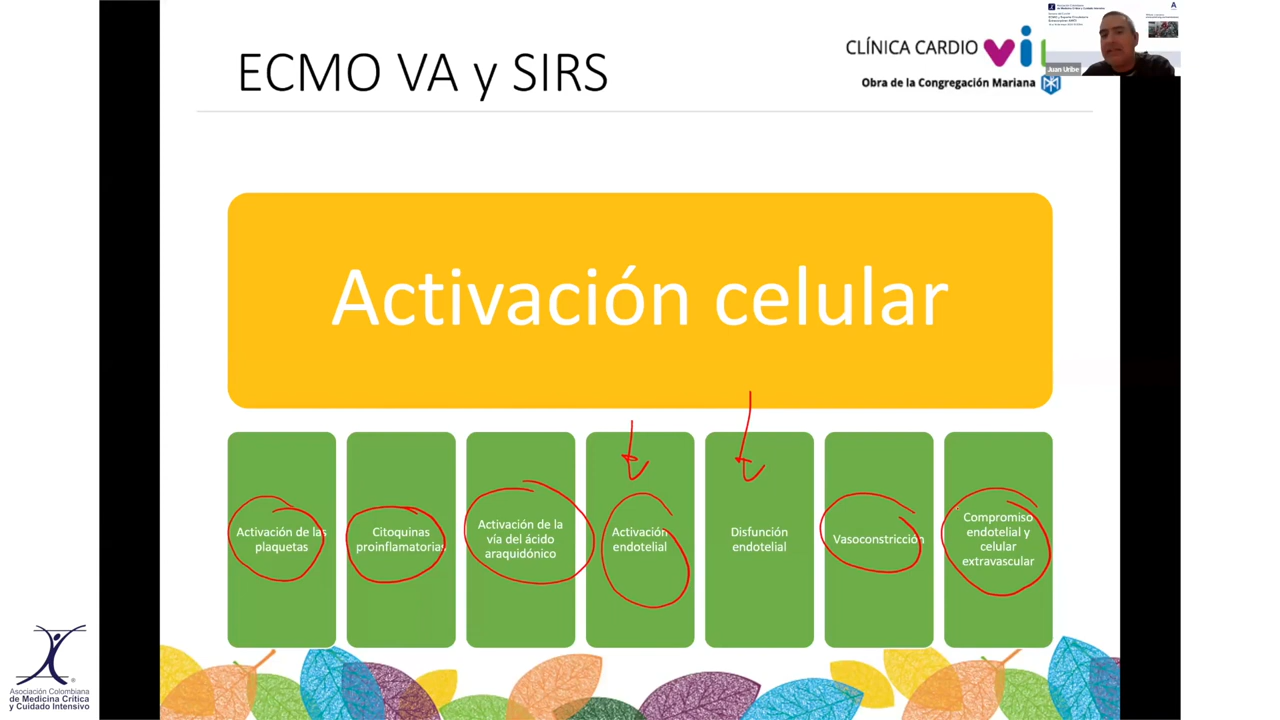 ECMO VA y SIRS
CLÍNICA CARDIO
Obra de la Congregación Mariana
Juan Uribe
Activación celular
Activación de las
plaquetas
Citoquinas
proinflamatorias
Activación de la
vía del ácido
araquidónico
Activación
endotelial
Disfunción
endotelial
Vasoconstricción
Compromiso
endotelial y
celular
extravascular
Asociación Colombiana
de Medicina Crítica
y Cuidado Intensivo